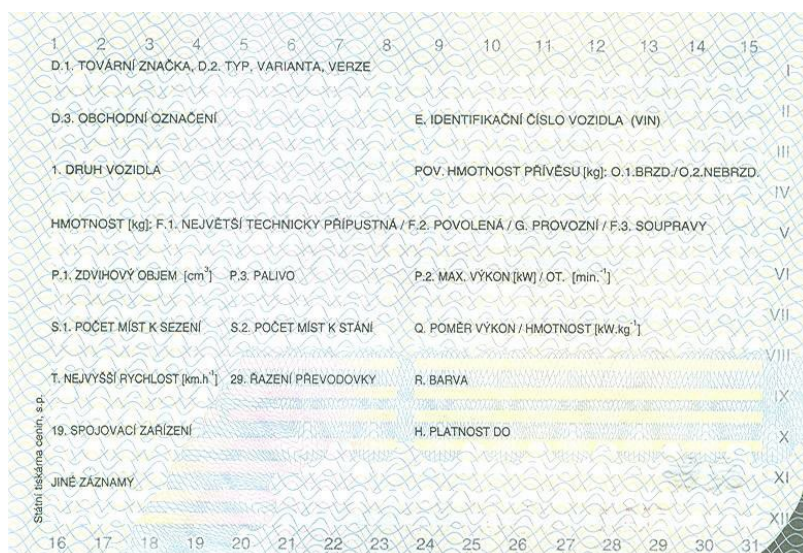 1 2 3 4 5 6 7 8 9 10 11 12 13 14 15
D.1. TOVÁRNÍ ZNAČKA, D.2. TYP, VARIANTA, VERZE
I
D.3. OBCHODNÍ OZNAČENÍ E. IDENTIFIKAČNÍ ČÍSLO VOZIDLA (VIN)
II
III
1. DRUH VOZIDLA POV. HMOTNOST PŘÍVĚSU [kg]: O.1.BRZD./O.2.NEBRZD.
IV
HMOTNOST [kg]: F.1. NEJVĚTŠÍ TECHNICKY PŘÍPUSTNÁ / F.2. POVOLENÁ / G. PROVOZNÍ / F.3. SOUPRAVY
V
P.1. ZDVIHOVÝ OBJEM [cm³] P.3. PALIVO P.2. MAX. VÝKON [kW] / OT. [min.⁻¹]
VI
VII
S.1. POČET MÍST K SEZENÍ S.2. POČET MÍST K STÁNÍ Q. POMĚR VÝKON / HMOTNOST [kW.kg⁻¹]
VIII
T. NEJVYŠŠÍ RYCHLOST [km.h⁻¹] 29. ŘAZENÍ PŘEVODOVKY R. BARVA
IX
19. SPOJOVACÍ ZAŘÍZENÍ H. PLATNOST DO
X
JINÉ ZÁZNAMY
XI
XII
16 17 18 19 20 21 22 23 24 25 26 27 28 29 30 31
Státní tiskárna cenin, s.p.